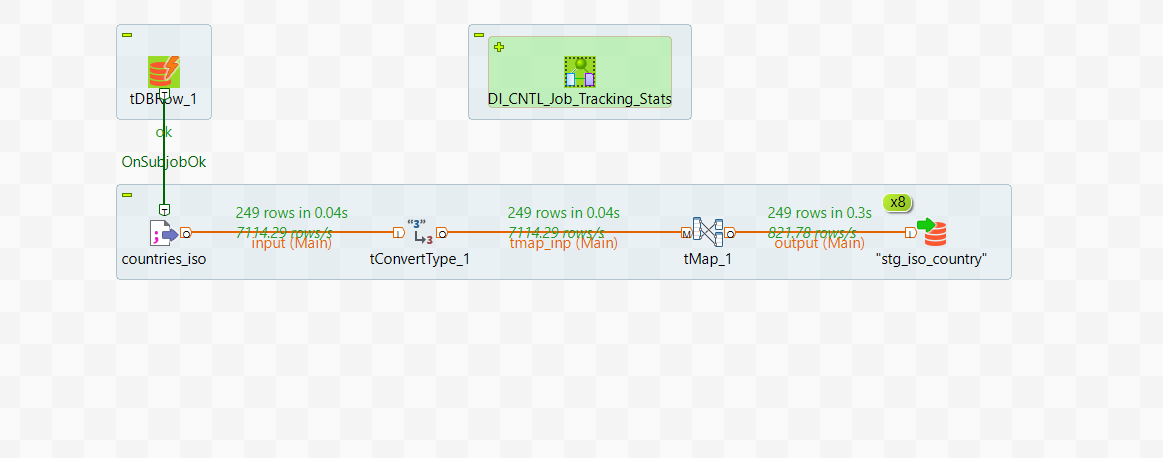 tDBRow_1
DI_CNTL_Job_Tracking_Stats
ok
OnSubjobOk
249 rows in 0.04s
7114.29 rows/s
input (Main)
249 rows in 0.04s
7114.29 rows/s
tmap_inp (Main)
249 rows in 0.3s
821.78 rows/s
output (Main)
x8
countries_iso
"3"
3
tConvertType_1
tMap_1
"stg_iso_country"